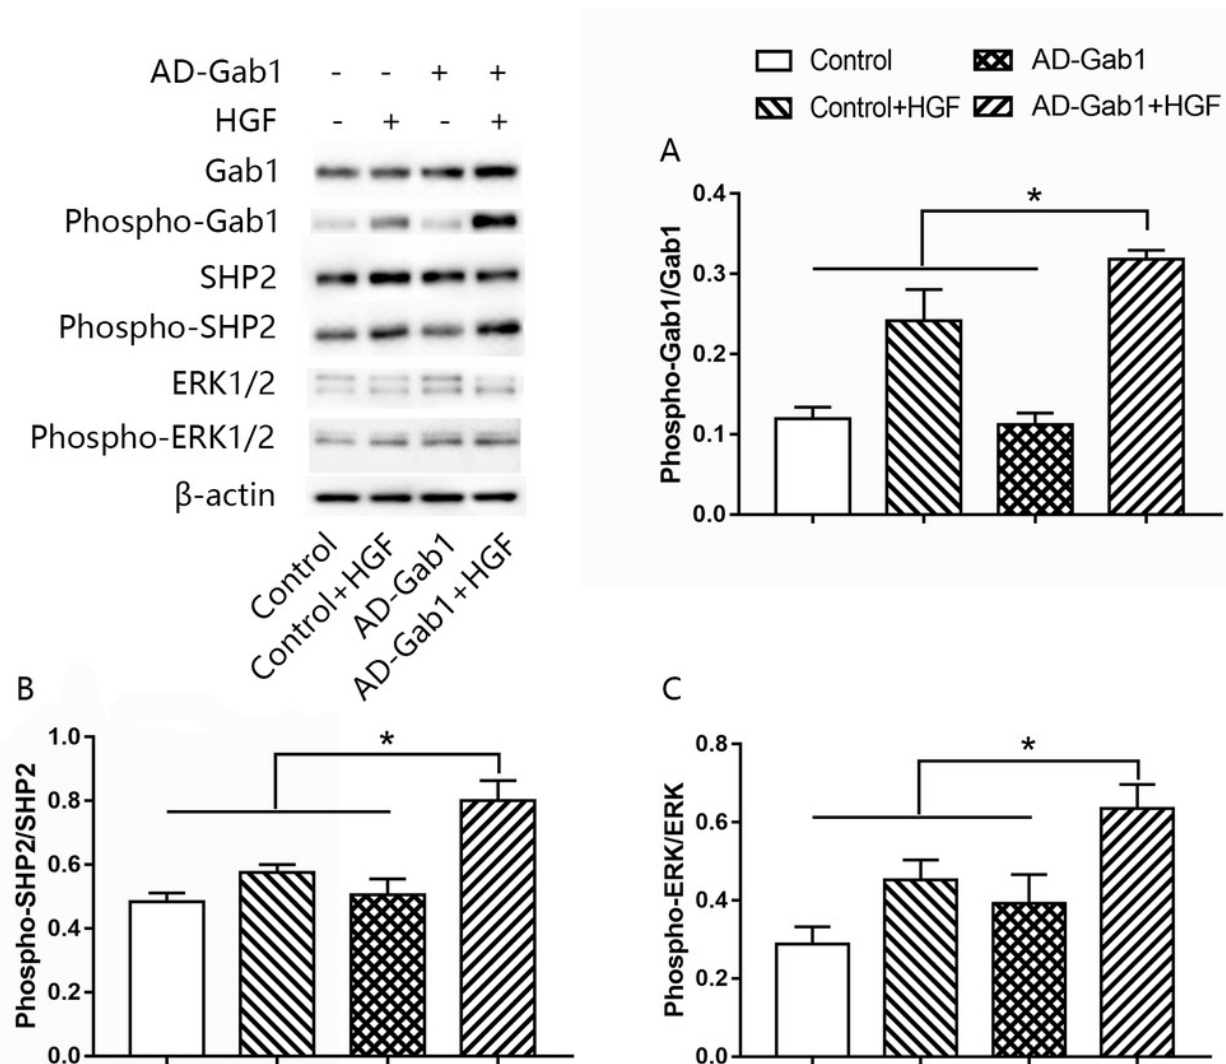 AD-Gab1 - - + +
HGF - + - +
Gab1
Phospho-Gab1
SHP2
Phospho-SHP2
ERK1/2
Phospho-ERK1/2
β-actin
Control
Control+HGF
AD-Gab1
AD-Gab1+HGF
Control AD-Gab1
Control+HGF AD-Gab1+HGF
A
Phospho-Gab1/Gab1
0.4
0.3
0.2
0.1
0.0
*
B
Phospho-SHP2/SHP2
1.0
0.8
0.6
0.4
0.2
0.0
*
C
Phospho-ERK/ERK
0.8
0.6
0.4
0.2
0.0
*